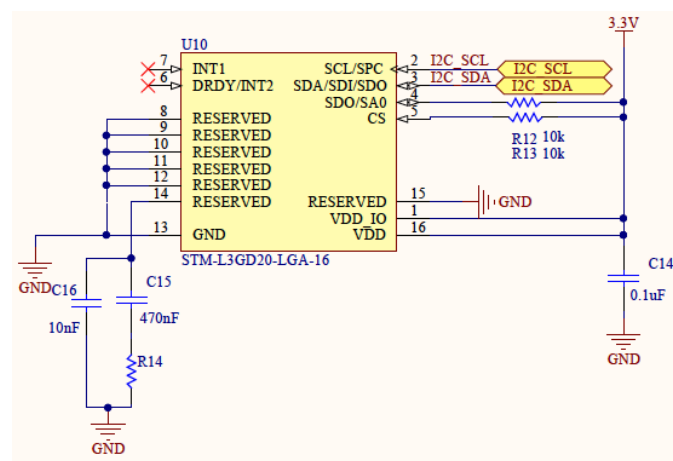 3.3V
U10
7 INT1 SCL/SPC 2 I2C_SCL I2C_SCL
6 DRDY/INT2 SDA/SDI/SDO 3 I2C_SDA I2C_SDA
SDO/SA0 4
8 RESERVED CS 5
9 RESERVED R12 10k
10 RESERVED R13 10k
11 RESERVED
12 RESERVED
14 RESERVED RESERVED 15 GND
VDD_IO 1
13 GND VDD 16
STM-L3GD20-LGA-16
GND C16 C15 C14
10nF 470nF 0.1uF
R14 GND
GND